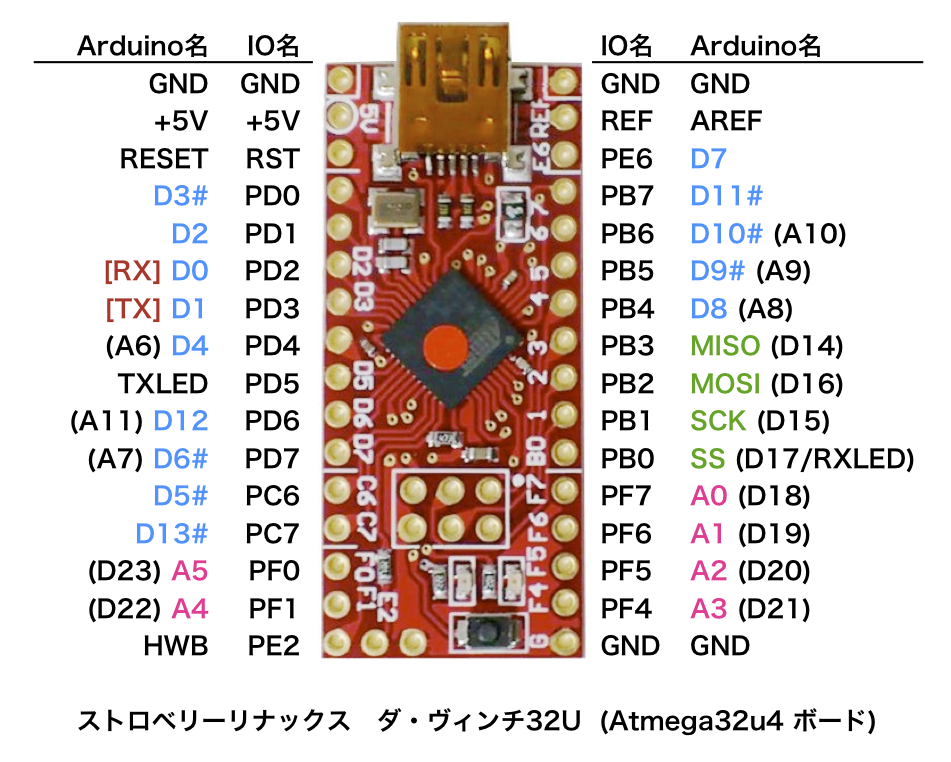 Arduino名 IO名 IO名 Arduino名
GND GND GND GND
+5V +5V 5V REF REF AREF
RESET RST E6 PE6 D7
D3# PD0 7 PB7 D11#
D2 PD1 6 PB6 D10# (A10)
[RX] D0 PD2 D2 5 PB5 D9# (A9)
[TX] D1 PD3 D3 4 PB4 D8 (A8)
(A6) D4 PD4 3 PB3 MISO (D14)
TXLED PD5 D5 2 PB2 MOSI (D16)
(A11) D12 PD6 D6 1 PB1 SCK (D15)
(A7) D6# PD7 D7 B0 PB0 SS (D17/RXLED)
D5# PC6 C6 F7 PF7 A0 (D18)
D13# PC7 C7 F6 PF6 A1 (D19)
(D23) A5 PF0 F0 F5 PF5 A2 (D20)
(D22) A4 PF1 F1 F4 PF4 A3 (D21)
HWB PE2 E2 G GND GND
ストロベリーリナックス ダ・ヴィンチ32U (Atmega32u4 ボード)